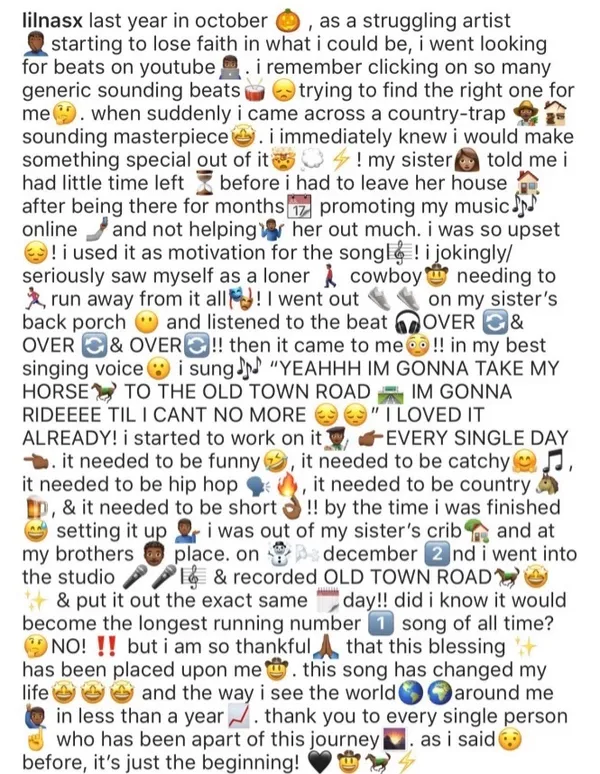 lilnasx last year in october 🎃 , as a struggling artist
🤦🏾‍♂️ starting to lose faith in what i could be, i went looking
for beats on youtube👨🏾‍💻. i remember clicking on so many
generic sounding beats🥁 😞trying to find the right one for
me🤔. when suddenly i came across a country-trap 👨🏾‍🌾🏚
sounding masterpiece🤩. i immediately knew i would make
something special out of it🤯💭⚡️! my sister👩🏾 told me i
had little time left ⏳ before i had to leave her house 🏠
after being there for months📆 promoting my music🎶
online 🤳🏾and not helping🤷🏾‍♂️ her out much. i was so upset
😔! i used it as motivation for the song🎼! i jokingly/
seriously saw myself as a loner 🚶🏾‍♂️ cowboy🤠 needing to
🏃🏾‍♂️run away from it all🎭! I went out 👟👟 on my sister's
back porch 😶 and listened to the beat 🎧OVER 🔄&
OVER 🔄& OVER🔄!! then it came to me😳!! in my best
singing voice😮 i sung🎶 "YEAHHH IM GONNA TAKE MY
HORSE🐎 TO THE OLD TOWN ROAD 🛣 IM GONNA
RIDEEEE TIL I CANT NO MORE 😔😔" I LOVED IT
ALREADY! i started to work on it👨🏾‍🎨, 👉🏾EVERY SINGLE DAY
👈🏾. it needed to be funny🤣, it needed to be catchy🤗🎵,
it needed to be hip hop 🗣🔥, it needed to be country🐴
🍺, & it needed to be short👌🏾!! by the time i was finished
😅 setting it up 💁🏾‍♂️ i was out of my sister's crib🏡 and at
my brothers 👦🏾 place. on ⛄️🌬december 2️⃣nd i went into
the studio 🎤🎤🎼 & recorded OLD TOWN ROAD🐎🤩
✨ & put it out the exact same 🗓day!! did i know it would
become the longest running number 1️⃣ song of all time?
🤔NO! ‼️ but i am so thankful🙏🏾 that this blessing ✨
has been placed upon me🤠. this song has changed my
life🤩🤩🤩 and the way i see the world🌎🌍around me
🙋🏾‍♂️ in less than a year📈. thank you to every single person
☝️ who has been apart of this journey🌄. as i said😯
before, it's just the beginning! 🖤🤠🐎⚡️